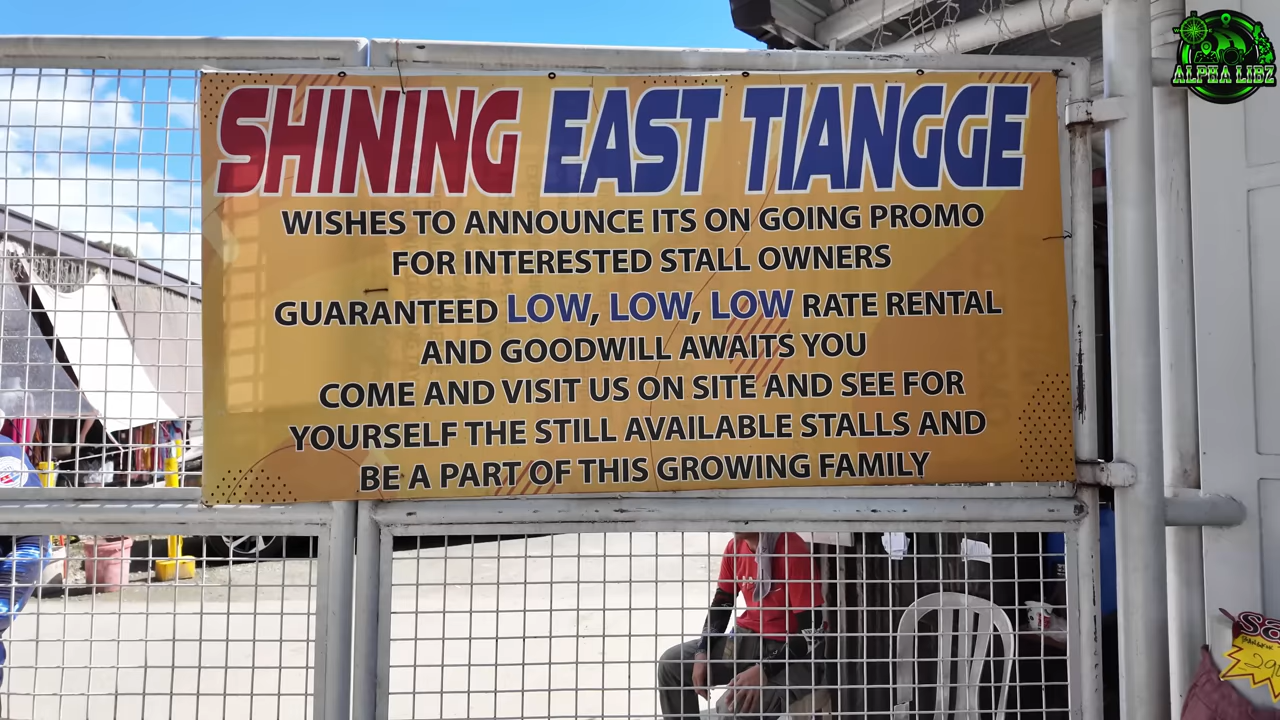 ALPHA LIBZ
SHINING EAST TIANGGE
WISHES TO ANNOUNCE ITS ON GOING PROMO
FOR INTERESTED STALL OWNERS
GUARANTEED LOW, LOW, LOW RATE RENTAL
AND GOODWILL AWAITS YOU
COME AND VISIT US ON SITE AND SEE FOR
YOURSELF THE STILL AVAILABLE STALLS AND
BE A PART OF THIS GROWING FAMILY